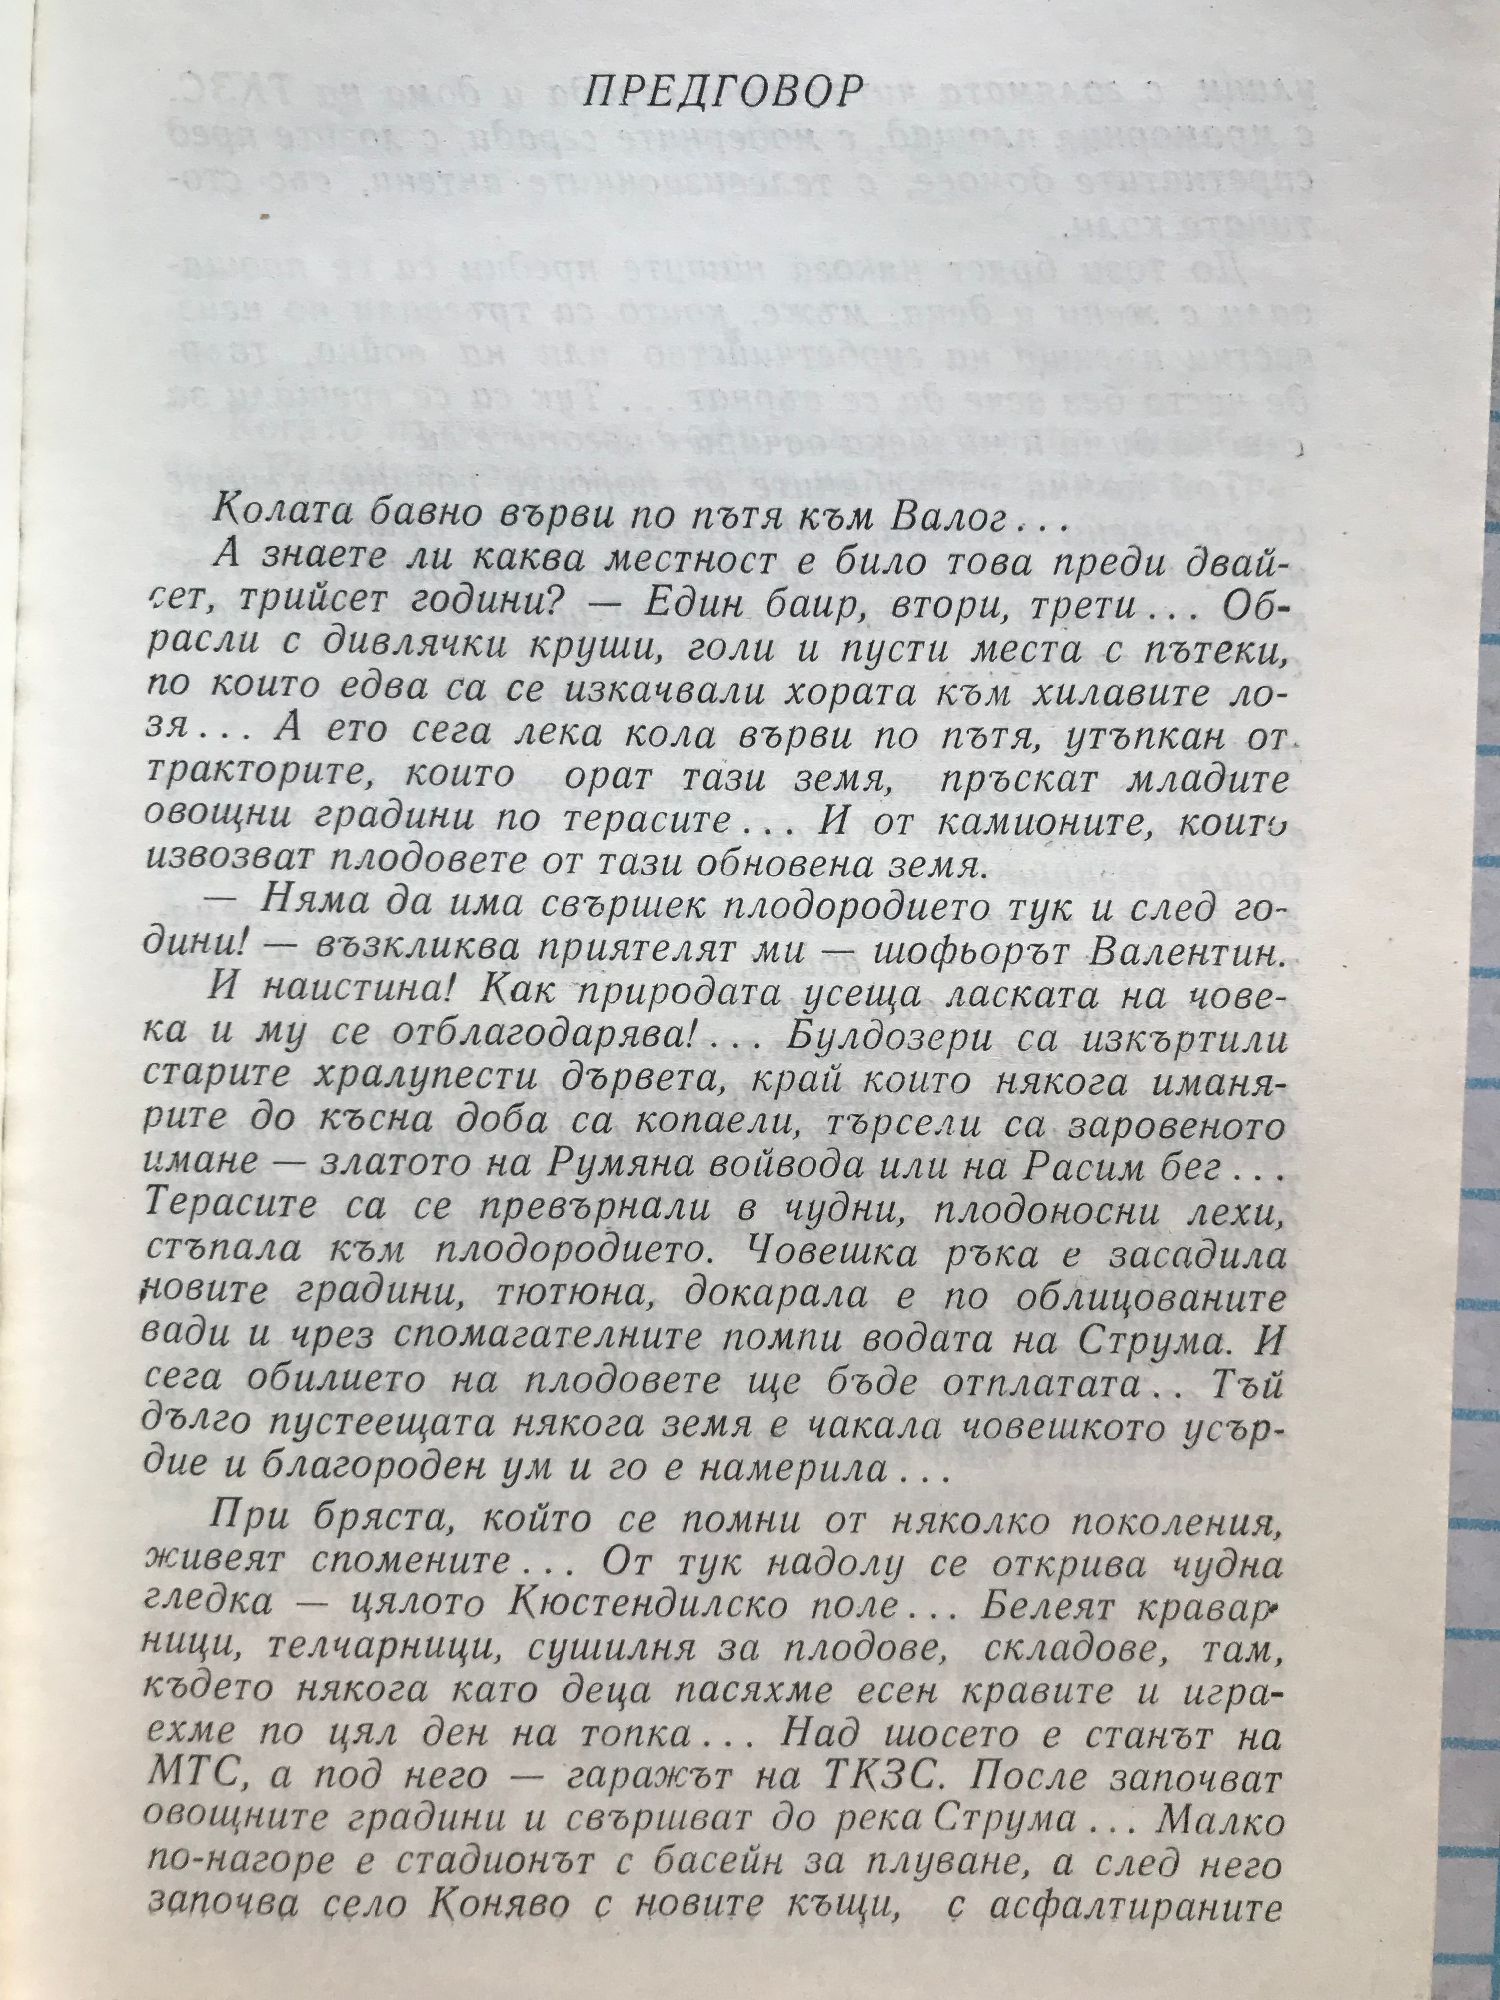 ПРЕДГОВОР
Колата бавно върви по пътя към Валог...
А знаете ли каква местност е било това преди двай-
сет, трийсет години? — Един баир, втори, трети... Об-
расли с дивлячки круши, голи и пусти места с пътеки,
по които едва са се изкачвали хората към хилавите ло-
зя... А ето сега лека кола върви по пътя, утъпкан от
тракторите, които орат тази земя, пръскат младите
овощни градини по терасите... И от камионите, които
извозват плодовете от тази обновена земя.
— Няма да има свършек плодородието тук и след го-
дини! — възкликва приятелят ми — шофьорът Валентин.
И наистина! Как природата усеща ласката на чове-
ка и му се отблагодарява!... Булдозери са изкъртили
старите хралупести дървета, край които някога иманя-
рите до късна доба са копаели, търсели са заровеното
имане — златото на Румяна войвода или на Расим бег...
Терасите са се превърнали в чудни, плодоносни лехи,
стъпала към плодородието. Човешка ръка е засадила
новите градини, тютюна, докарала е по облицованите
вади и чрез спомагателните помпи водата на Струма. И
сега обилието на плодовете ще бъде отплатата.. Тъй
дълго пустеещата някога земя е чакала човешкото усър-
дие и благороден ум и го е намерила...
При бряста, който се помни от няколко поколения,
живеят спомените... От тук надолу се открива чудна
гледка — цялото Кюстендилско поле... Белеят кравар-
ници, телчарници, сушилня за плодове, складове, там,
където някога като деца пасяхме есен кравите и игра-
ехме по цял ден на топка... Над шосето е станът на
МТС, а под него — гаражът на ТКЗС. После започват
овощните градини и свършват до река Струма... Малко
по-нагоре е стадионът с басейн за плуване, а след него
започва село Коняво с новите къщи, с асфалтираните